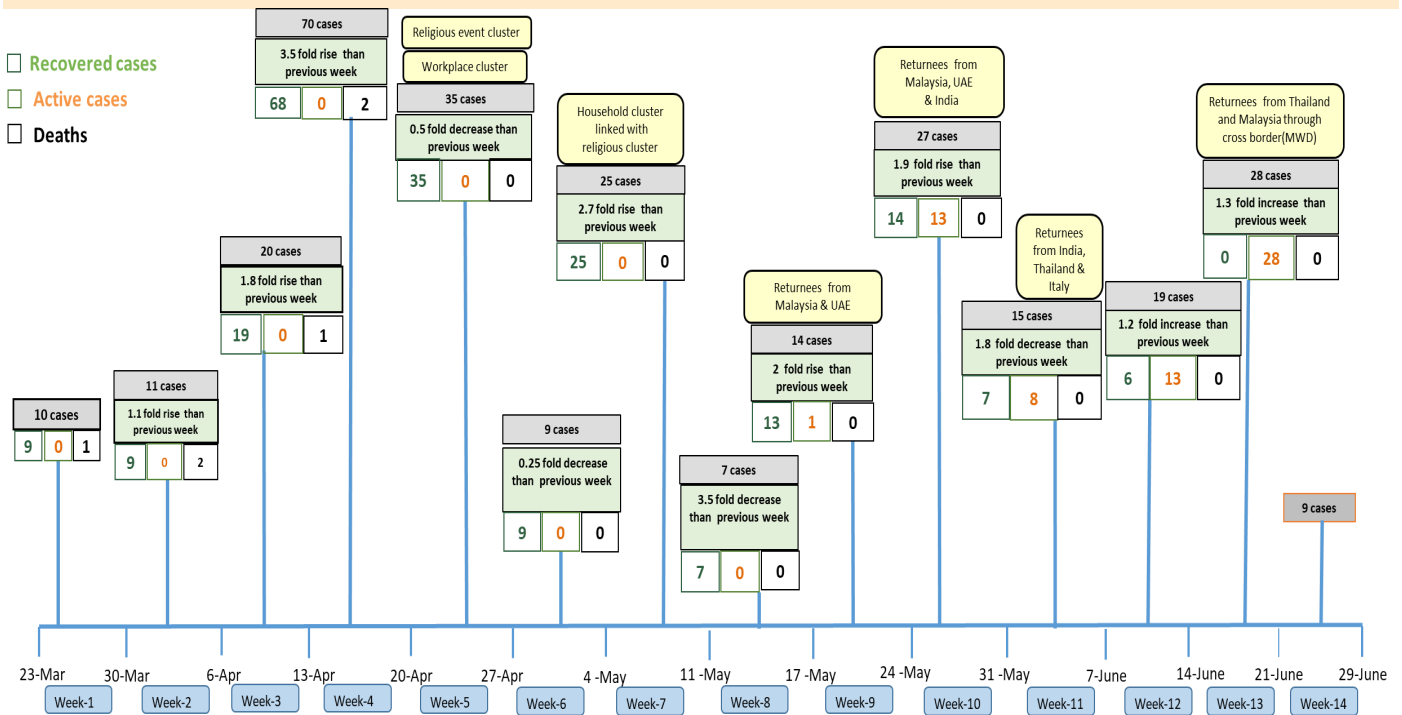 Recovered cases
Active cases
Deaths
10 cases
9 0 1
11 cases
1.1 fold rise than
previous week
9 0 2
20 cases
1.8 fold rise than
previous week
19 0 1
70 cases
3.5 fold rise than
previous week
68 0 2
Religious event cluster
Workplace cluster
35 cases
0.5 fold decrease than
previous week
35 0 0
9 cases
0.25 fold decrease
than previous week
9 0 0
Household cluster
linked with
religious cluster
25 cases
2.7 fold rise than
previous week
25 0 0
7 cases
3.5 fold decrease
than previous week
7 0 0
Returnees from
Malaysia & UAE
14 cases
2 fold rise than
previous week
13 1 0
Returnees from
Malaysia, UAE
& India
27 cases
1.9 fold rise than
previous week
14 13 0
Returnees
from India,
Thailand &
Italy
15 cases
1.8 fold decrease than
previous week
7 8 0
19 cases
1.2 fold increase than
previous week
6 13 0
Returnees from Thailand
and Malaysia through
cross border(MWD)
28 cases
1.3 fold increase than
previous week
0 28 0
9 cases
23-Mar 30-Mar 6-Apr 13-Apr 20-Apr 27-Apr 4 -May 11 -May 17 -May 24 -May 31 -May 7-June 14-June 21-June 29-June
Week-1 Week-2 Week-3 Week-4 Week-5 Week-6 Week-7 Week-8 Week-9 Week-10 Week-11 Week-12 Week-13 Week-14